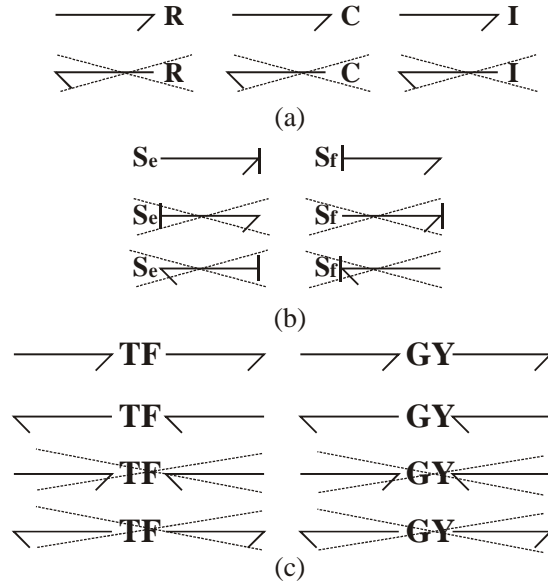 R C I
R C I
(a)
Se Sf
Se Sf
Se Sf
(b)
TF GY
TF GY
TF GY
TF GY
(c)